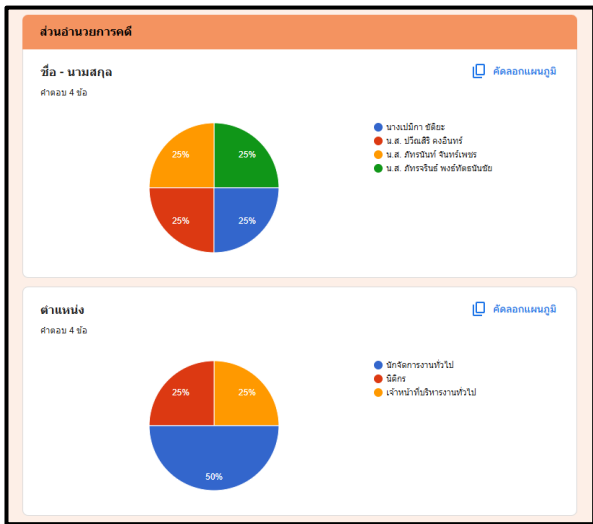 ส่วนอำนวยการคดี
ชื่อ - นามสกุล
คัดลอกแผนภูมิ
คำตอบ 4 ข้อ
25%
25%
25%
25%
นางเปมิกา ขัติยะ
น.ส. ปวีณสิริ คงอินทร์
น.ส. ภัทรนันท์ จันทร์เพชร
น.ส. ภัทรจรินธ์ พงธ์ทัตธนันชัย
ตำแหน่ง
คัดลอกแผนภูมิ
คำตอบ 4 ข้อ
25%
25%
50%
นักจัดการงานทั่วไป
นิติกร
เจ้าหน้าที่บริหารงานทั่วไป